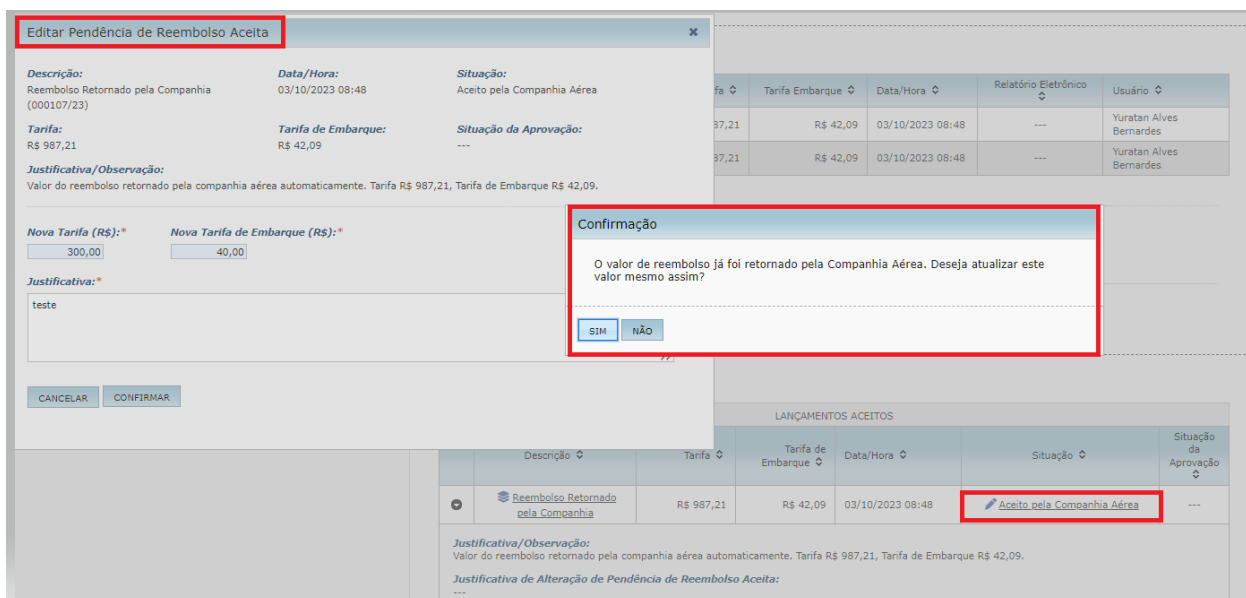 Editar Pendência de Reembolso Aceita
Descrição: Data/Hora: Situação:
Reembolso Retornado pela Companhia 03/10/2023 08:48 Aceito pela Companhia Aérea
(000107/23)
Tarifa: Tarifa de Embarque: Situação da Aprovação:
R$ 987,21 R$ 42,09 ---
Justificativa/Observação:
Valor do reembolso retornado pela companhia aérea automaticamente. Tarifa R$ 987,21, Tarifa de Embarque R$ 42,09.
Nova Tarifa (R$):* Nova Tarifa de Embarque (R$):*
300,00 40,00
Justificativa:*
teste
CANCELAR CONFIRMAR
fa Tarifa Embarque Data/Hora Relatório Eletrônico Usuário
87,21 R$ 42,09 03/10/2023 08:48 --- Yuratan Alves
Bernardes
87,21 R$ 42,09 03/10/2023 08:48 --- Yuratan Alves
Bernardes
Confirmação
O valor de reembolso já foi retornado pela Companhia Aérea. Deseja atualizar este
valor mesmo assim?
SIM NÃO
LANÇAMENTOS ACEITOS
Descrição Tarifa Tarifa de Embarque Data/Hora Situação Situação da Aprovação
Reembolso Retornado R$ 987,21 R$ 42,09 03/10/2023 08:48 Aceito pela Companhia Aérea ---
pela Companhia
Justificativa/Observação:
Valor do reembolso retornado pela companhia aérea automaticamente. Tarifa R$ 987,21, Tarifa de Embarque R$ 42,09.
Justificativa de Alteração de Pendência de Reembolso Aceita:
---